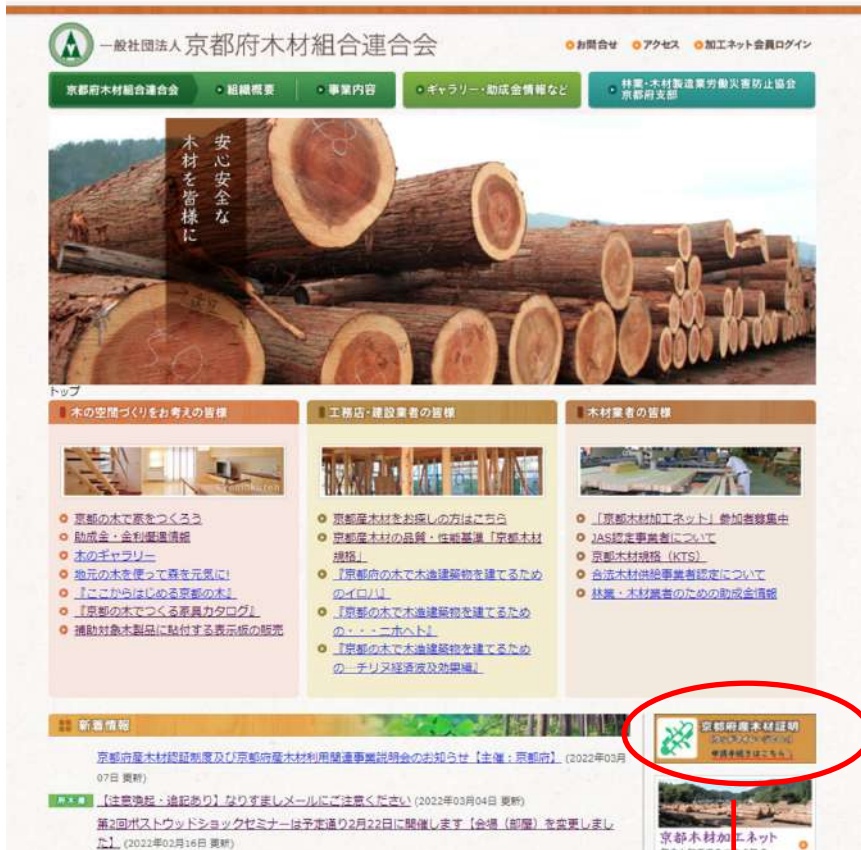 一般社団法人 京都府木材組合連合会
お問合せ アクセス 加工ネット会員ログイン
京都府木材組合連合会 組織概要 事業内容 ギャラリー・助成金情報など 林業・木材製造業労働災害防止協会
京都府支部
安心安全な
木材を皆様に
トップ
木の空間づくりをお考えの皆様
京都の木で家をつくろう
助成金・金利優遇情報
木のギャラリー
地元の木を使って森を元気に!
『ここからはじめる京都の木』
『京都の木でつくる家具カタログ』
補助対象木製品に貼付する表示板の販売
工務店・建設業者の皆様
京都産木材をお探しの方はこちら
京都産木材の品質・性能基準「京都木材
規格」
『京都府の木で木造建築物を建てるため
のイロハ』
『京都の木で木造建築物を建てるため
の・・・ニホヘト』
『京都の木で木造建築物を建てるため
の…チリヌ経済波及効果編』
木材業者の皆様
「京都木材加工ネット」参加者募集中
JAS認定事業者について
京都木材規格（KTS）
合法木材供給事業者認定について
林業・木材業者のための助成金情報
新着情報
京都府産木材認証制度及び京都府産木材利用関連事業説明会のお知らせ【主催：京都府】 (2022年03月
07日 更新)
【注意喚起・追記あり】なりすましメールにご注意ください (2022年03月04日 更新)
第2回ポストウッドショックセミナーは予定通り2月22日に開催します【会場（部屋）を変更しまし
た】 (2022年02月16日 更新)
京都府産木材証明
申請手続きはこちら
京都木材加工ネット